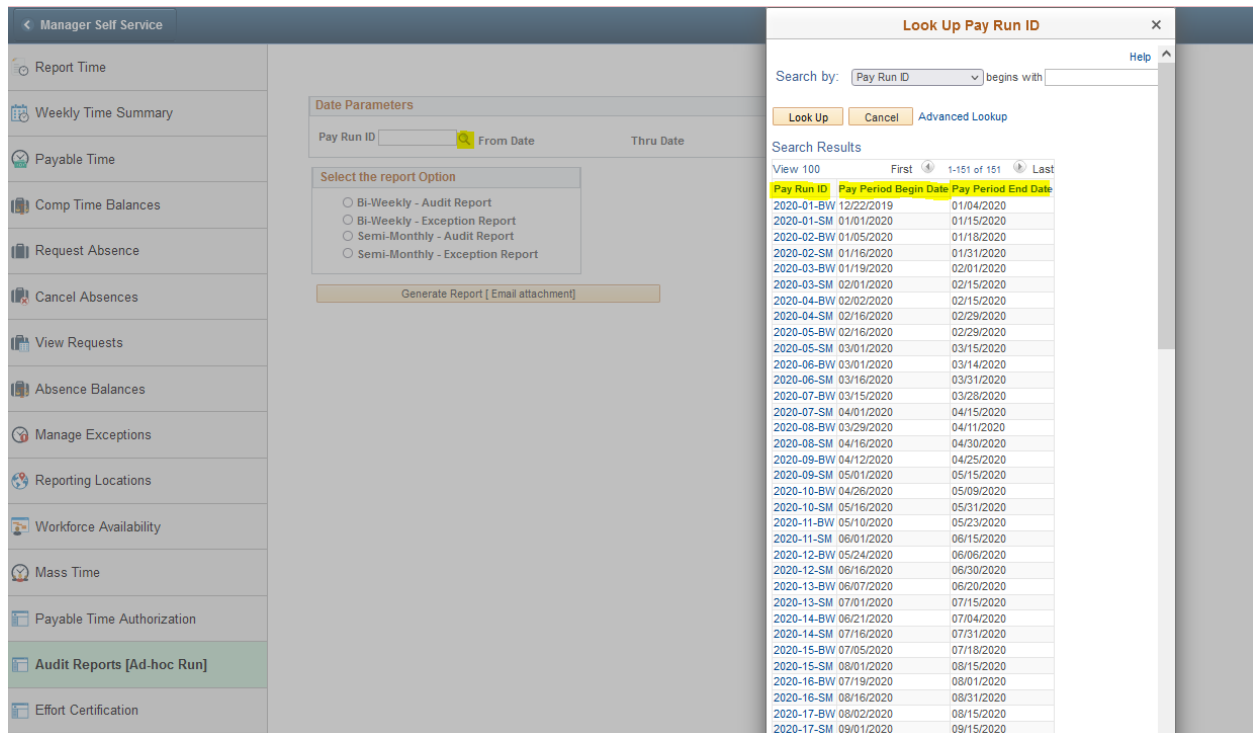 Manager Self Service
Report Time
Weekly Time Summary
Payable Time
Comp Time Balances
Request Absence
Cancel Absences
View Requests
Absence Balances
Manage Exceptions
Reporting Locations
Workforce Availability
Mass Time
Payable Time Authorization
Audit Reports [Ad-hoc Run]
Effort Certification
Date Parameters
Pay Run ID From Date Thru Date
Select the report Option
Bi-Weekly - Audit Report
Bi-Weekly - Exception Report
Semi-Monthly - Audit Report
Semi-Monthly - Exception Report
Generate Report [ Email attachment]
Look Up Pay Run ID ×
Help
Search by: Pay Run ID begins with
Look Up Cancel Advanced Lookup
Search Results
View 100 First 1-151 of 151 Last
Pay Run ID Pay Period Begin Date Pay Period End Date
2020-01-BW 12/22/2019 01/04/2020
2020-01-SM 01/01/2020 01/15/2020
2020-02-BW 01/05/2020 01/18/2020
2020-02-SM 01/16/2020 01/31/2020
2020-03-BW 01/19/2020 02/01/2020
2020-03-SM 02/01/2020 02/15/2020
2020-04-BW 02/02/2020 02/15/2020
2020-04-SM 02/16/2020 02/29/2020
2020-05-BW 02/16/2020 02/29/2020
2020-05-SM 03/01/2020 03/15/2020
2020-06-BW 03/01/2020 03/14/2020
2020-06-SM 03/16/2020 03/31/2020
2020-07-BW 03/15/2020 03/28/2020
2020-07-SM 04/01/2020 04/15/2020
2020-08-BW 03/29/2020 04/11/2020
2020-08-SM 04/16/2020 04/30/2020
2020-09-BW 04/12/2020 04/25/2020
2020-09-SM 05/01/2020 05/15/2020
2020-10-BW 04/26/2020 05/09/2020
2020-10-SM 05/16/2020 05/31/2020
2020-11-BW 05/10/2020 05/23/2020
2020-11-SM 06/01/2020 06/15/2020
2020-12-BW 05/24/2020 06/06/2020
2020-12-SM 06/16/2020 06/30/2020
2020-13-BW 06/07/2020 06/20/2020
2020-13-SM 07/01/2020 07/15/2020
2020-14-BW 06/21/2020 07/04/2020
2020-14-SM 07/16/2020 07/31/2020
2020-15-BW 07/05/2020 07/18/2020
2020-15-SM 08/01/2020 08/15/2020
2020-16-BW 07/19/2020 08/01/2020
2020-16-SM 08/16/2020 08/31/2020
2020-17-BW 08/02/2020 08/15/2020
2020-17-SM 09/01/2020 09/15/2020